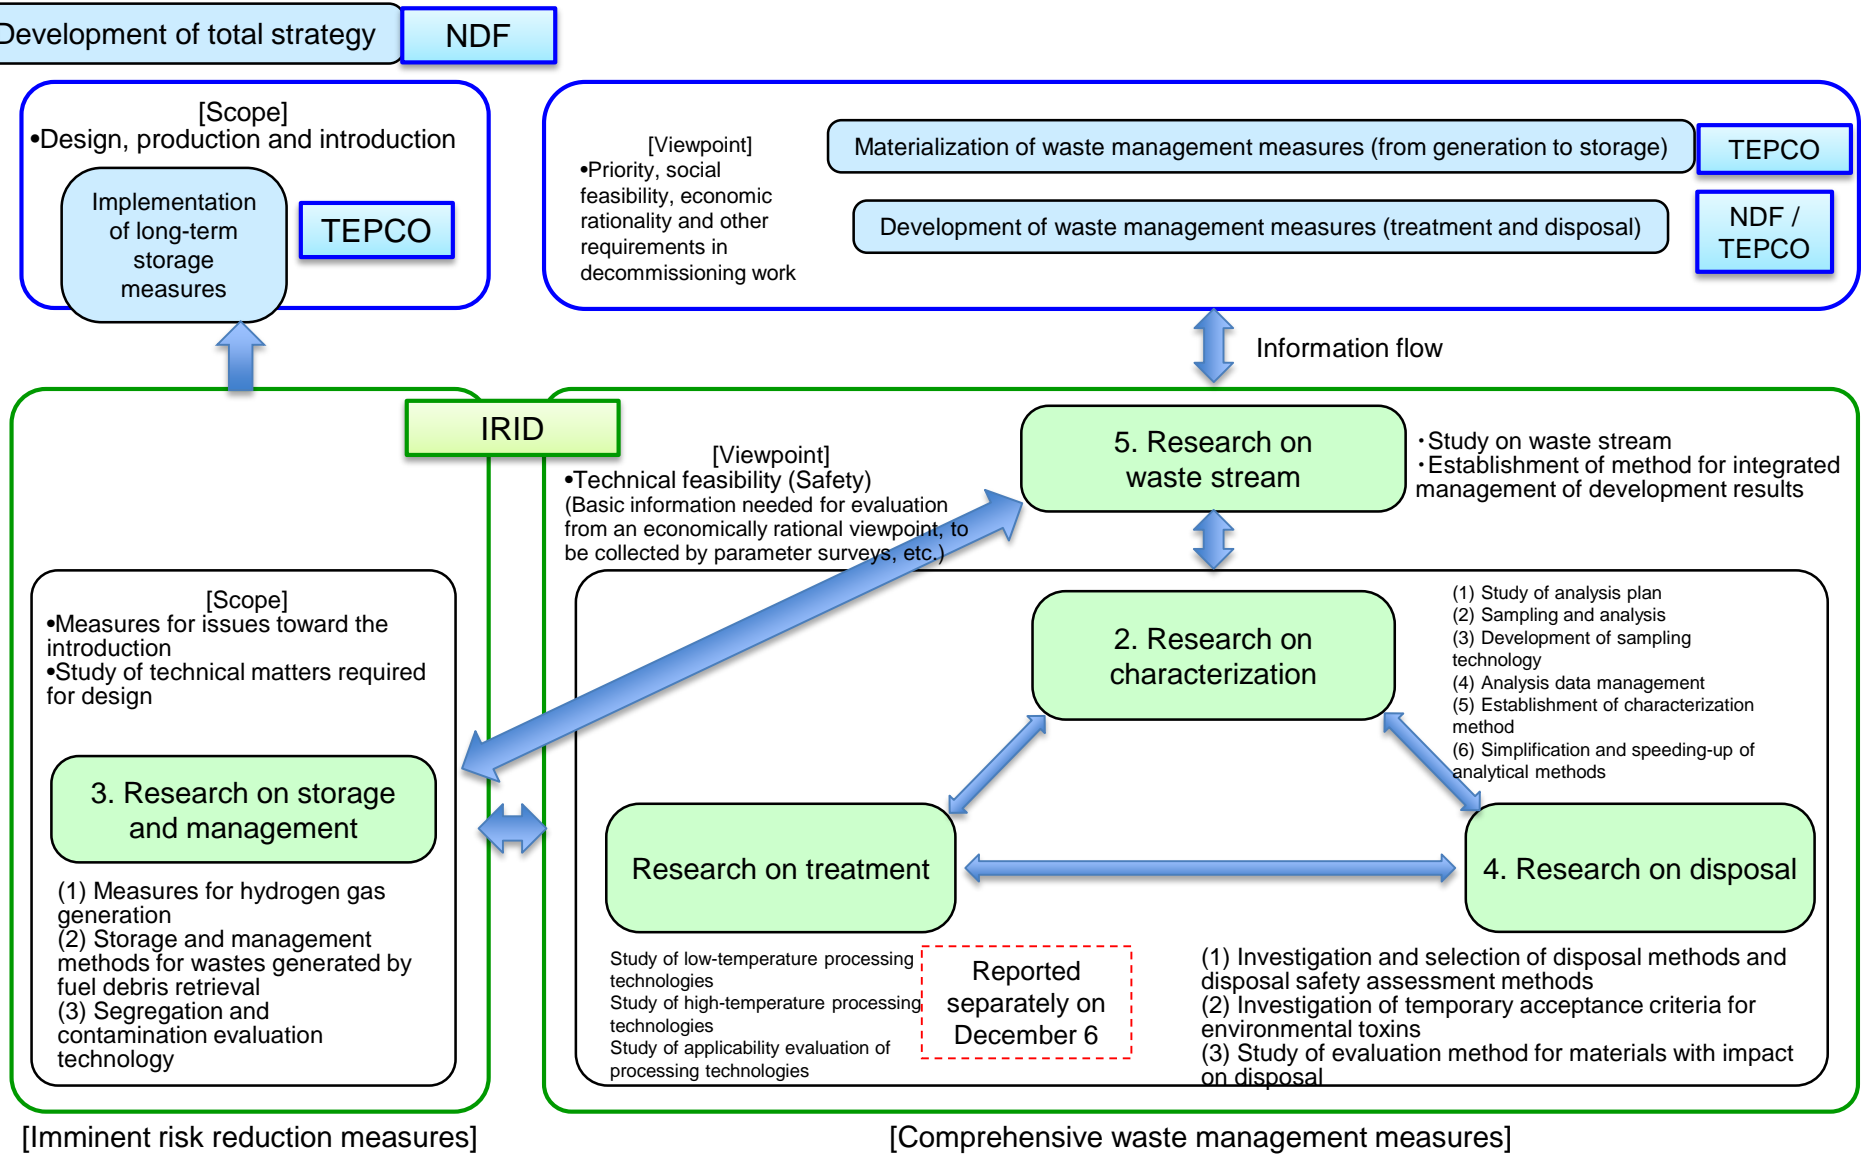 Development of total strategy
NDF
[Scope]
•Design, production and introduction
Implementation
of long-term
storage
measures
TEPCO
[Viewpoint]
•Priority, social
feasibility, economic
rationality and other
requirements in
decommissioning work
Materialization of waste management measures (from generation to storage)
TEPCO
Development of waste management measures (treatment and disposal)
NDF /
TEPCO
Information flow
IRID
[Viewpoint]
•Technical feasibility (Safety)
(Basic information needed for evaluation
from an economically rational viewpoint, to
be collected by parameter surveys, etc.)
5. Research on
waste stream
・Study on waste stream
・Establishment of method for integrated
management of development results
[Scope]
•Measures for issues toward the
introduction
•Study of technical matters required
for design
3. Research on storage
and management
(1) Measures for hydrogen gas
generation
(2) Storage and management
methods for wastes generated by
fuel debris retrieval
(3) Segregation and
contamination evaluation
technology
2. Research on
characterization
(1) Study of analysis plan
(2) Sampling and analysis
(3) Development of sampling
technology
(4) Analysis data management
(5) Establishment of characterization
method
(6) Simplification and speeding-up of
analytical methods
Research on treatment
4. Research on disposal
Study of low-temperature processing
technologies
Study of high-temperature processing
technologies
Study of applicability evaluation of
processing technologies
Reported
separately on
December 6
(1) Investigation and selection of disposal methods and
disposal safety assessment methods
(2) Investigation of temporary acceptance criteria for
environmental toxins
(3) Study of evaluation method for materials with impact
on disposal
[Imminent risk reduction measures]
[Comprehensive waste management measures]